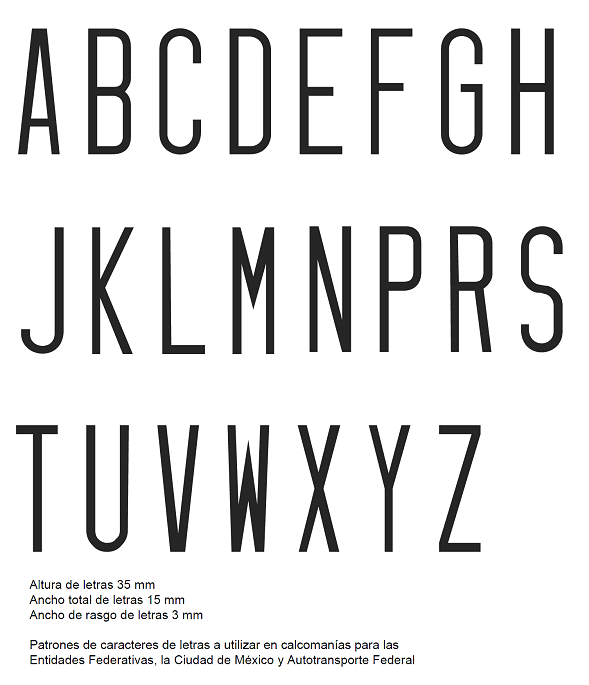 ABCDEFGH
JKLMNPRS
TUVWXYZ
Altura de letras 35 mm
Ancho total de letras 15 mm
Ancho de rasgo de letras 3 mm
Patrones de caracteres de letras a utilizar en calcomanías para las
Entidades Federativas, la Ciudad de México y Autotransporte Federal